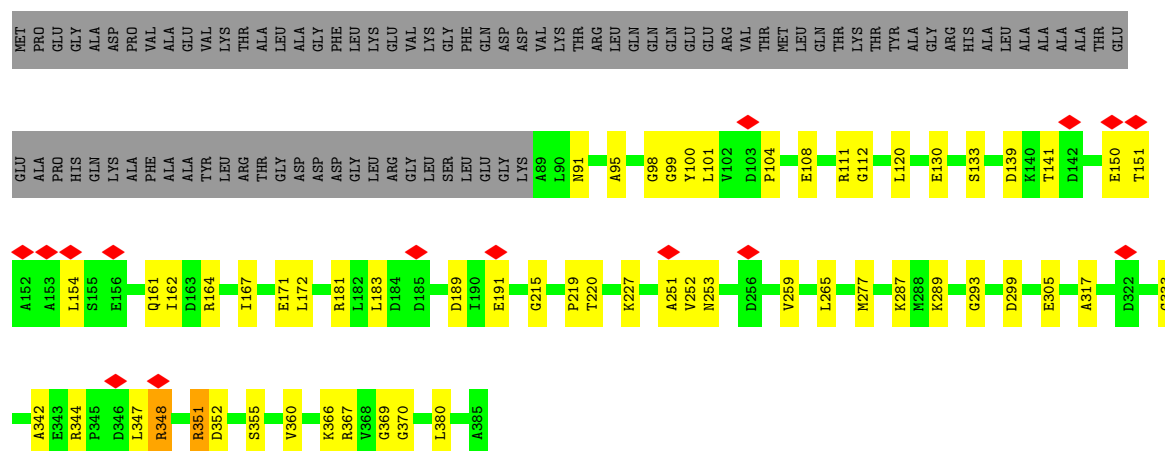 MET PRO GLU GLY ALA ASP PRO VAL ALA GLU VAL LYS THR ALA LEU ALA GLY PHE LEU LYS GLU VAL LYS GLY PHE GLN ASP ASP VAL LYS THR ARG LEU GLN GLN GLN GLU GLU ARG VAL THR MET LEU GLN THR LYS THR TYR ALA GLY ARG HIS ALA LEU ALA ALA ALA ALA THR GLU
GLU ALA PRO HIS GLN LYS ALA PHE ALA ALA TYR LEU ARG THR GLY ASP ASP ASP GLY LEU ARG GLY LEU SER LEU GLU GLY LYS A89 L90 N91 A95 G98 G99 Y100 L101 V102 D103 P104 E108 R111 G112 L120 E130 S133 D139 K140 T141 D142 E150 T151
A152 A153 L154 S155 E156 Q161 I162 D163 R164 I167 E171 L172 R181 L182 L183 D184 D185 D189 I190 E191 G215 P219 T220 K227 A251 V252 N253 D256 V259 L265 M277 K287 M288 K289 G293 D299 E305 A317 D322
A342 E343 R344 P345 D346 L347 R348 R351 D352 S355 V360 K366 R367 V368 G369 G370 L380 A385